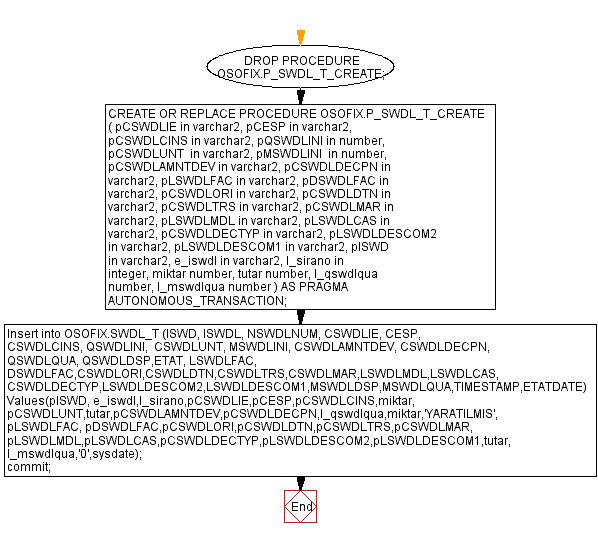 DROP PROCEDURE
OSOFIX.P_SWDL_T_CREATE;
CREATE OR REPLACE PROCEDURE OSOFIX.P_SWDL_T_CREATE
( pCSWDLIE in varchar2, pCESP in varchar2,
pCSWDLCINS in varchar2, pQSWDLINI in number,
pCSWDLUNT  in varchar2, pMSWDLINI  in number,
pCSWDLAMNTDEV in varchar2, pCSWDLDECPN in
varchar2, pLSWDLFAC in varchar2, pDSWDLFAC in
varchar2, pCSWDLORI in varchar2, pCSWDLDTN in
varchar2, pCSWDLTRS in varchar2, pCSWDLMAR in
varchar2, pLSWDLMDL in varchar2, pLSWDLCAS in
varchar2, pCSWDLDECTYP in varchar2, pLSWDLDESCOM2
in varchar2, pLSWDLDESCOM1 in varchar2, pISWD
in varchar2, e_iswdl in varchar2, l_sirano in
integer, miktar number, tutar number, l_qswdlqua
number, l_mswdlqua number ) AS PRAGMA
AUTONOMOUS_TRANSACTION;
Insert into OSOFIX.SWDL_T (ISWD, ISWDL, NSWDLNUM, CSWDLIE, CESP,
CSWDLCINS, QSWDLINI,  CSWDLUNT, MSWDLINI, CSWDLAMNTDEV, CSWDLDECPN,
QSWDLQUA, QSWDLDSP,ETAT, LSWDLFAC,
DSWDLFAC,CSWDLORI,CSWDLDTN,CSWDLTRS,CSWDLMAR,LSWDLMDL,LSWDLCAS,
CSWDLDECTYP,LSWDLDESCOM2,LSWDLDESCOM1,MSWDLDSP,MSWDLQUA,TIMESTAMP,ETATDATE)
Values(pISWD, e_iswdl,l_sirano,pCSWDLIE,pCESP,pCSWDLCINS,miktar,
pCSWDLUNT,tutar,pCSWDLAMNTDEV,pCSWDLDECPN,l_qswdlqua,miktar,'YARATILMIS',
pLSWDLFAC, pDSWDLFAC,pCSWDLORI,pCSWDLDTN,pCSWDLTRS,pCSWDLMAR,
pLSWDLMDL,pLSWDLCAS,pCSWDLDECTYP,pLSWDLDESCOM2,pLSWDLDESCOM1,tutar,
l_mswdlqua,'0',sysdate);
commit;
End